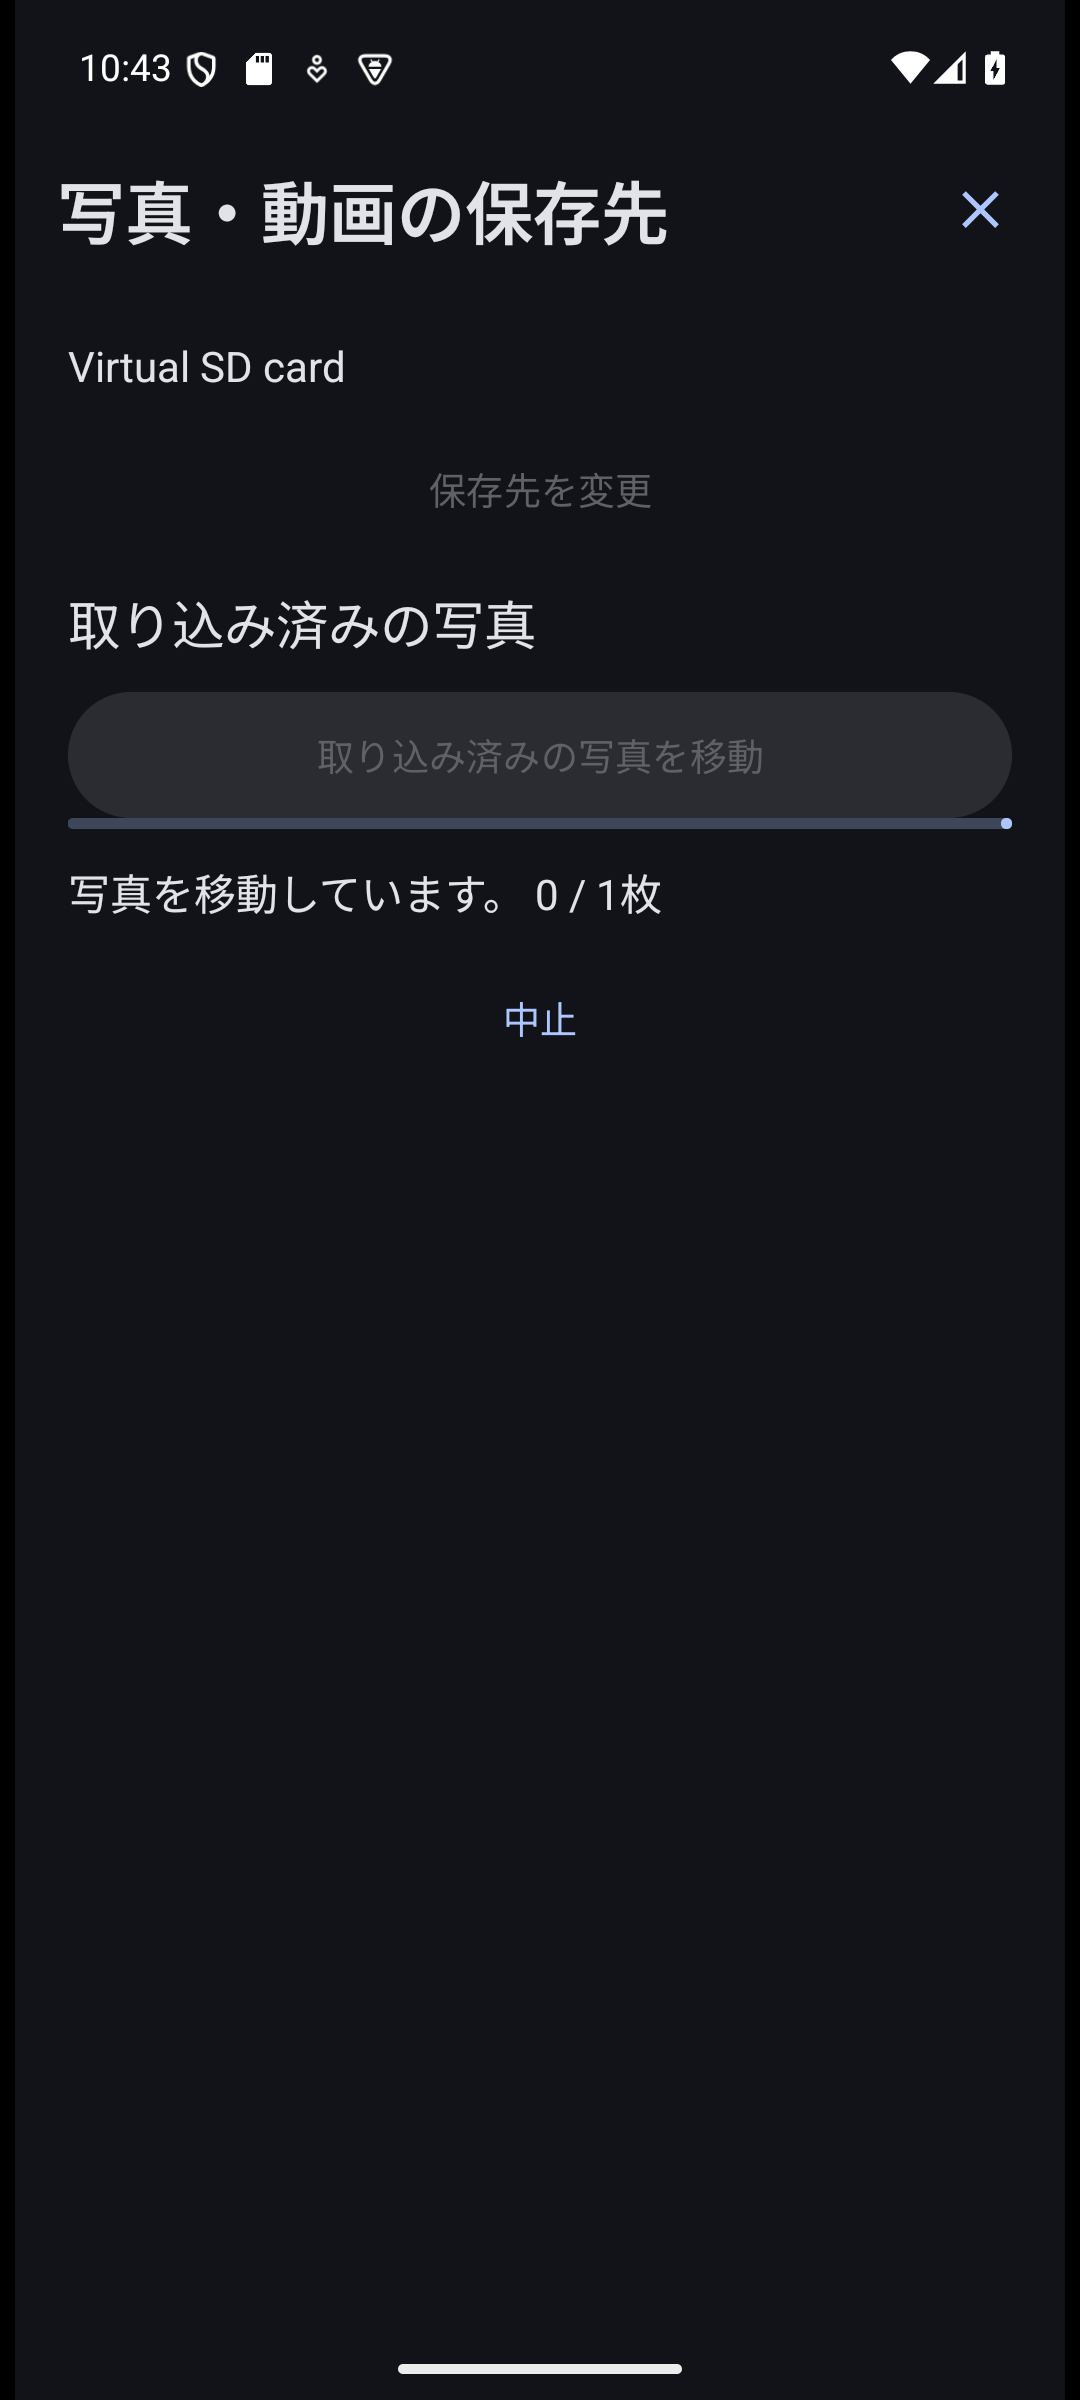 10:43
写真・動画の保存先
Virtual SD card
保存先を変更
取り込み済みの写真
取り込み済みの写真を移動
写真を移動しています。 0 / 1枚
中止